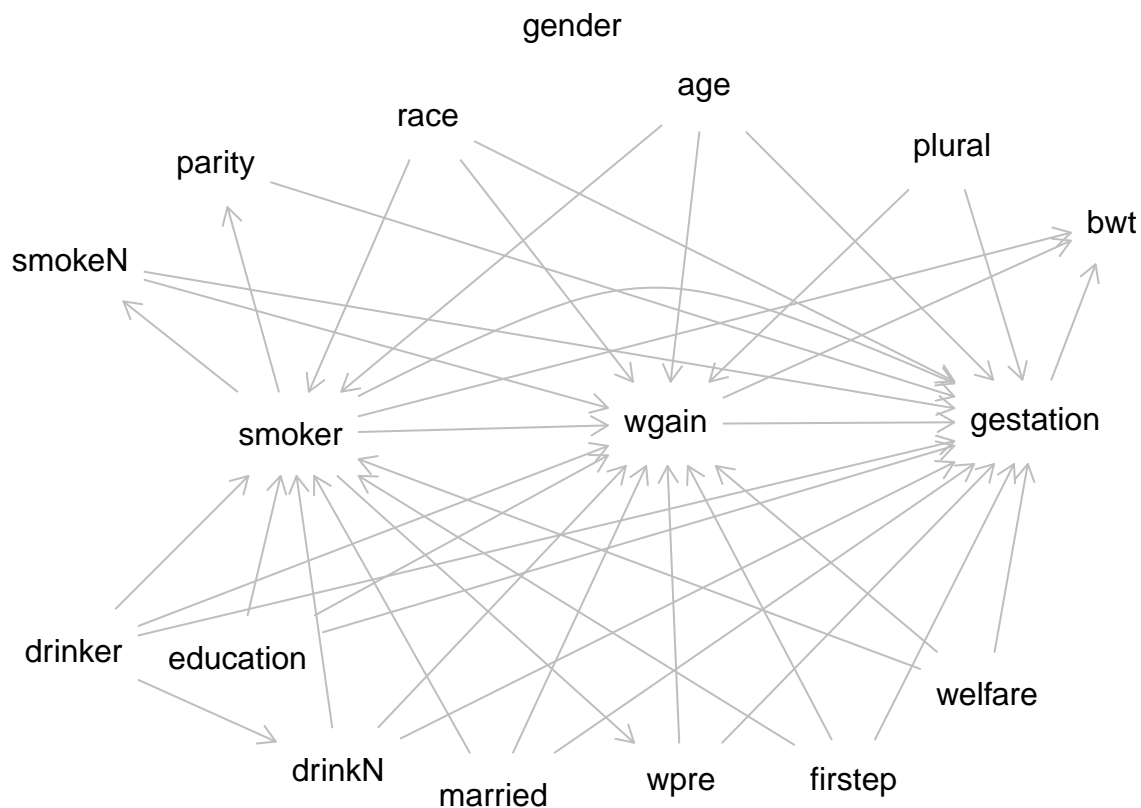 gender
age
race
plural
parity
bwt
smokeN
smoker
wgain
gestation
drinker
education
welfare
drinkN
married
wpre
firstep